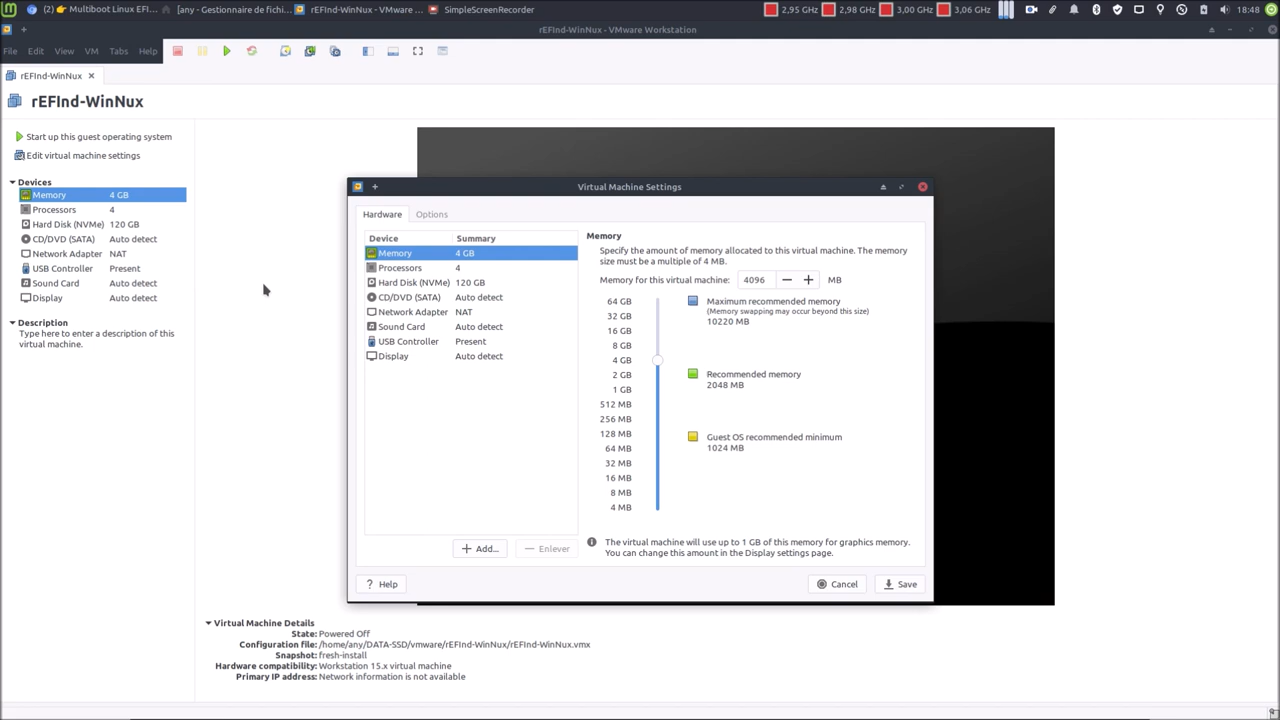 ( 2 ) 👉 Multiboot Linux EFI...
[any - Gestionnaire de fichi...
rEFInd-WinNux - VMware ...
SimpleScreenRecorder
2,95 GHz
2,98 GHz
3,00 GHz
3,06 GHz
18:48
rEFInd-WinNux - VMware Workstation
File Edit View VM Tabs Help
rEFInd-WinNux
rEFInd-WinNux
Start up this guest operating system
Edit virtual machine settings
Devices
Memory 4 GB
Processors 4
Hard Disk (NVMe) 120 GB
CD/DVD (SATA) Auto detect
Network Adapter NAT
USB Controller Present
Sound Card Auto detect
Display Auto detect
Description
Type here to enter a description of this
virtual machine.
Virtual Machine Settings
Hardware Options
Device Summary
Memory 4 GB
Processors 4
Hard Disk (NVMe) 120 GB
CD/DVD (SATA) Auto detect
Network Adapter NAT
Sound Card Auto detect
USB Controller Present
Display Auto detect
Add...
Enlever
Memory
Specify the amount of memory allocated to this virtual machine. The memory
size must be a multiple of 4 MB.
Memory for this virtual machine: 4096 MB
64 GB
32 GB
16 GB
8 GB
4 GB
2 GB
1 GB
512 MB
256 MB
128 MB
64 MB
32 MB
16 MB
8 MB
4 MB
Maximum recommended memory
(Memory swapping may occur beyond this size)
10220 MB
Recommended memory
2048 MB
Guest OS recommended minimum
1024 MB
The virtual machine will use up to 1 GB of this memory for graphics memory.
You can change this amount in the Display settings page.
Help
Cancel
Save
Virtual Machine Details
State: Powered Off
Configuration file: /home/any/DATA-SSD/vmware/rEFInd-WinNux/rEFInd-WinNux.vmx
Snapshot: fresh-install
Hardware compatibility: Workstation 15.x virtual machine
Primary IP address: Network information is not available